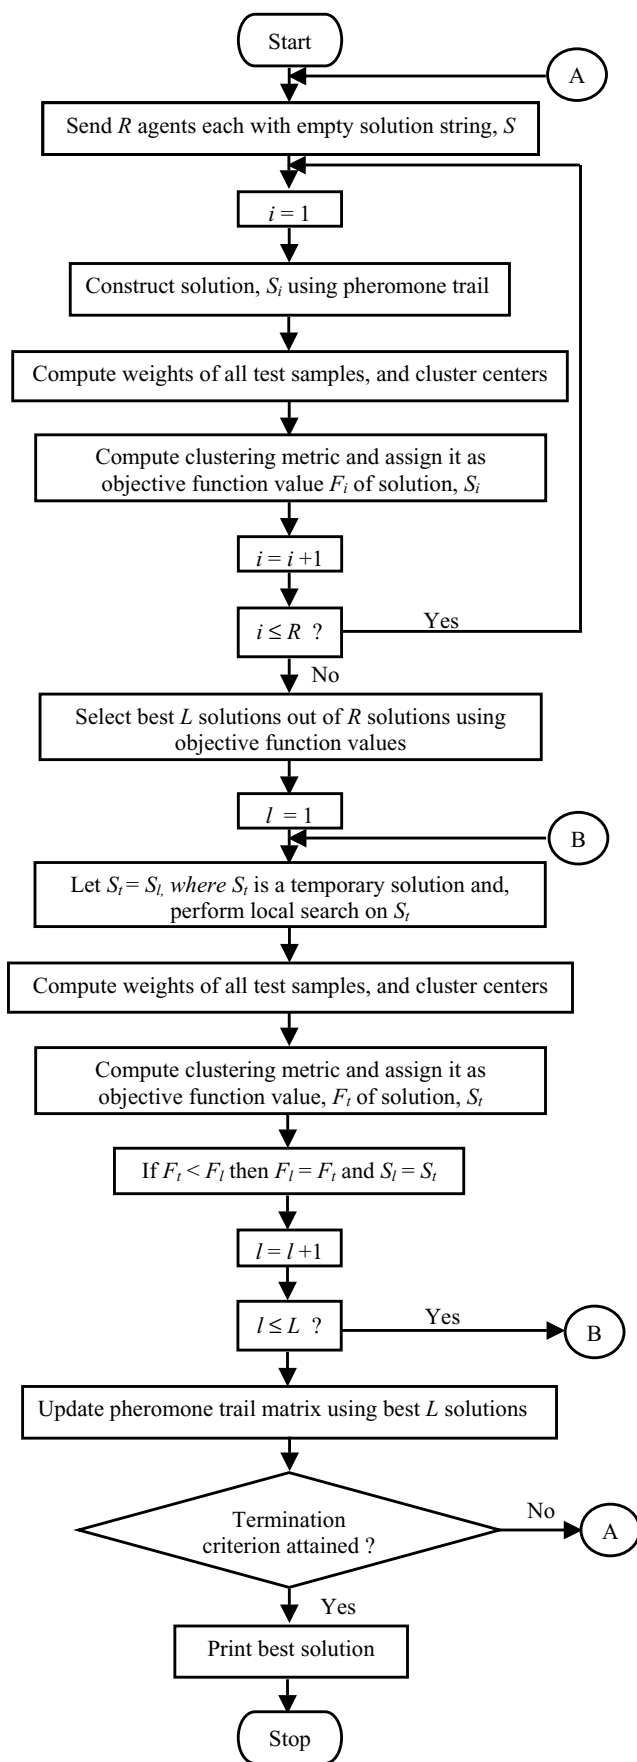 Start
A
Send R agents each with empty solution string, S
i = 1
Construct solution, Si using pheromone trail
Compute weights of all test samples, and cluster centers
Compute clustering metric and assign it as
objective function value Fi of solution, Si
i = i +1
i ≤ R ?
Yes
No
Select best L solutions out of R solutions using
objective function values
l = 1
B
Let St = Sl, where St is a temporary solution and,
perform local search on St
Compute weights of all test samples, and cluster centers
Compute clustering metric and assign it as
objective function value, Ft of solution, St
If Ft < Fl then Fl = Ft and Sl = St
l = l +1
l ≤ L ?
Yes
B
Update pheromone trail matrix using best L solutions
Termination
criterion attained ?
No
A
Yes
Print best solution
Stop